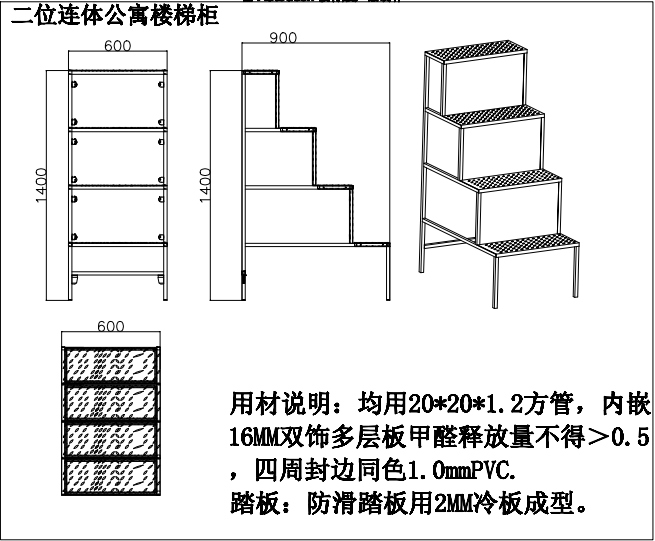 二位连体公寓楼梯柜
600
900
1400
1400
600
用材说明：均用20*20*1.2方管，内嵌
16MM双饰多层板甲醛释放量不得＞0.5
，四周封边同色1.0mmPVC.
踏板：防滑踏板用2MM冷板成型。